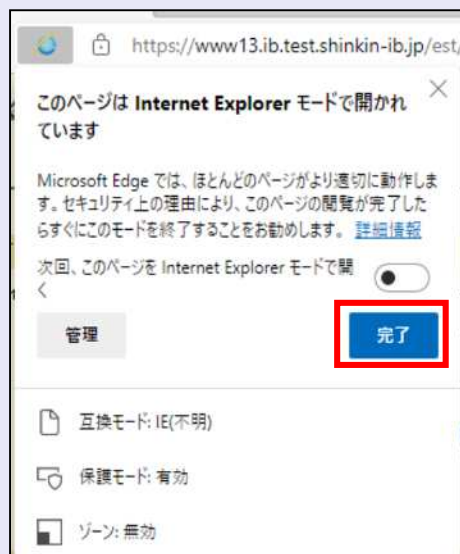 https://www13.ib.test.shinkin-ib.jp/est/
このページは Internet Explorer モードで開かれ
ています
Microsoft Edge では、ほとんどのページがより適切に動作しま
す。セキュリティ上の理由により、このページの閲覧が完了した
らすぐにこのモードを終了することをお勧めします。 詳細情報
次回、このページを Internet Explorer モードで開
く
管理
完了
互換モード: IE(不明)
保護モード: 有効
ゾーン: 無効